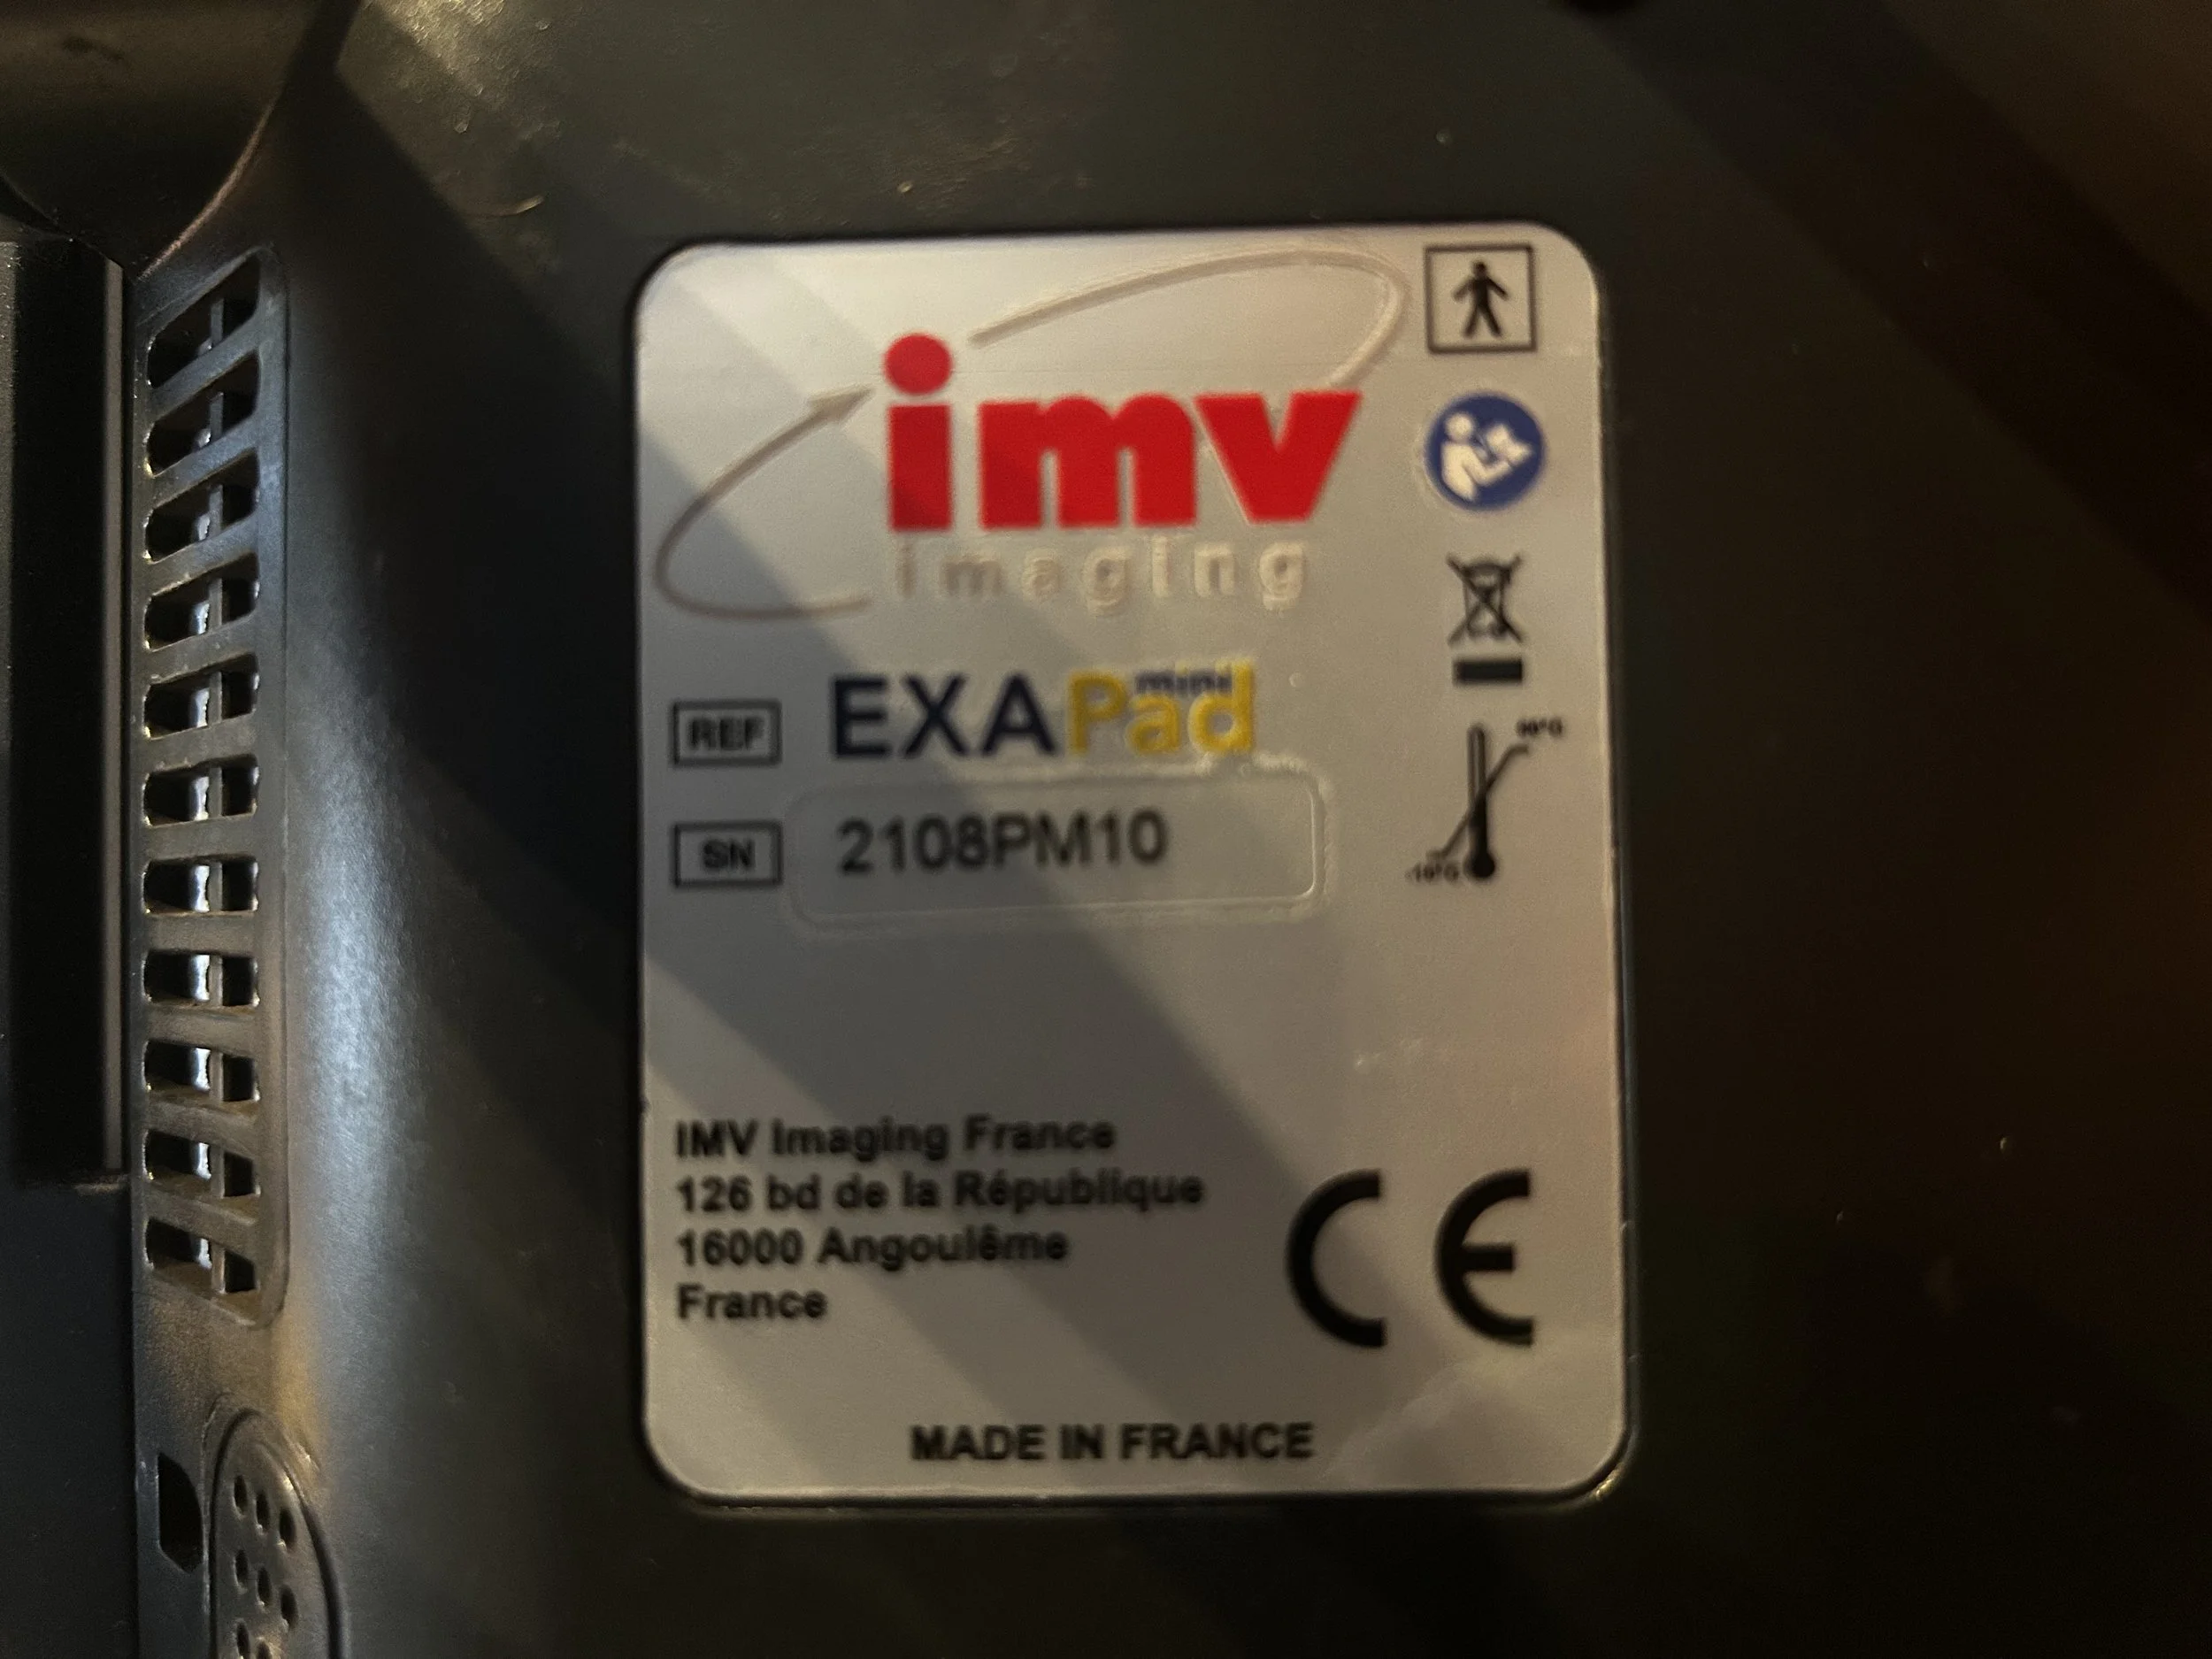 imv
imaging
REF EXAPad mini
SN 2108PM10
IMV Imaging France
126 bd de la République
16000 Angoulême
France
CE
MADE IN FRANCE